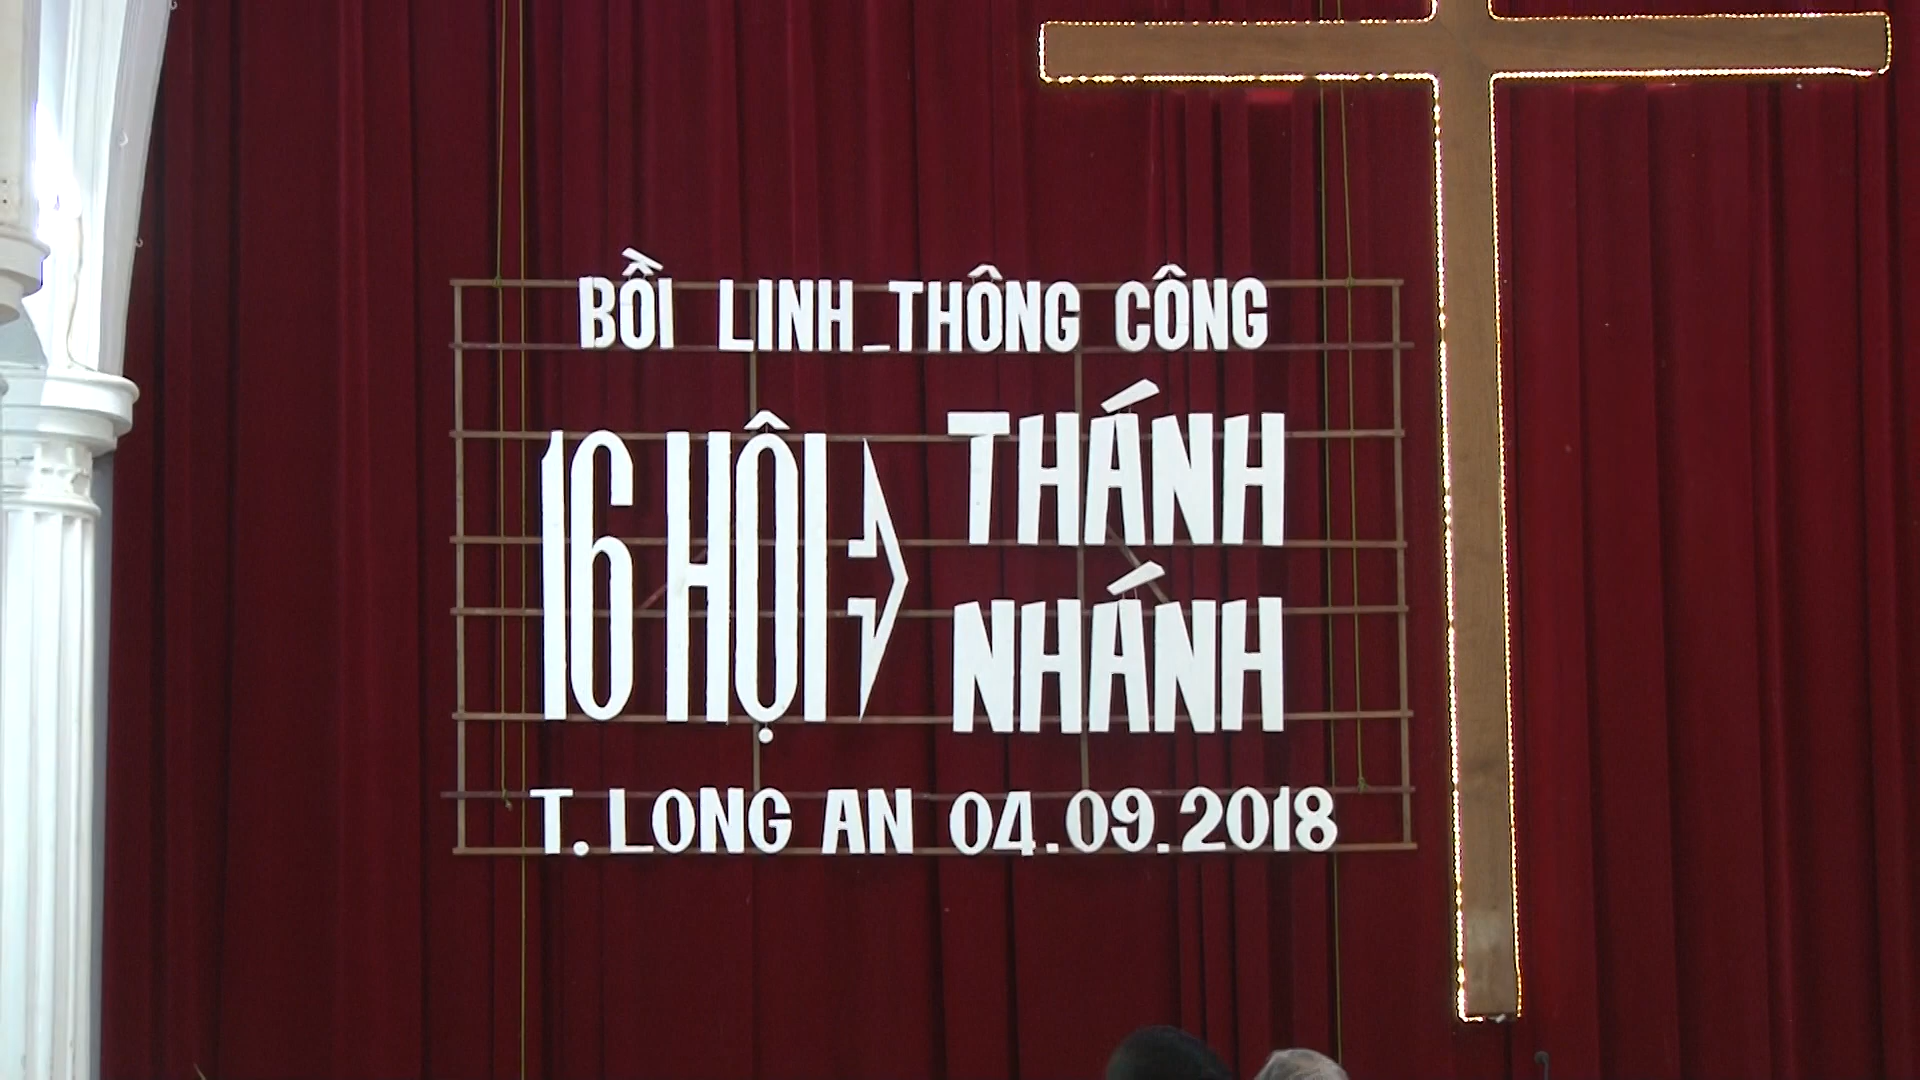 BỒI LINH_THÔNG CÔNG
16 HỘI THÁNH
NHÁNH
T. LONG AN 04.09.2018